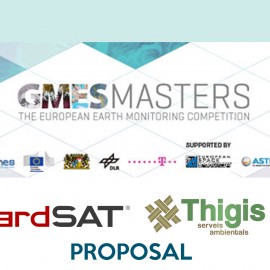 GMESMASTERS
THE EUROPEAN EARTH MONITORING COMPETITION
SUPPORTED BY
DLR
T
ardSAT®
Thigis
serveis
ambientals
PROPOSAL